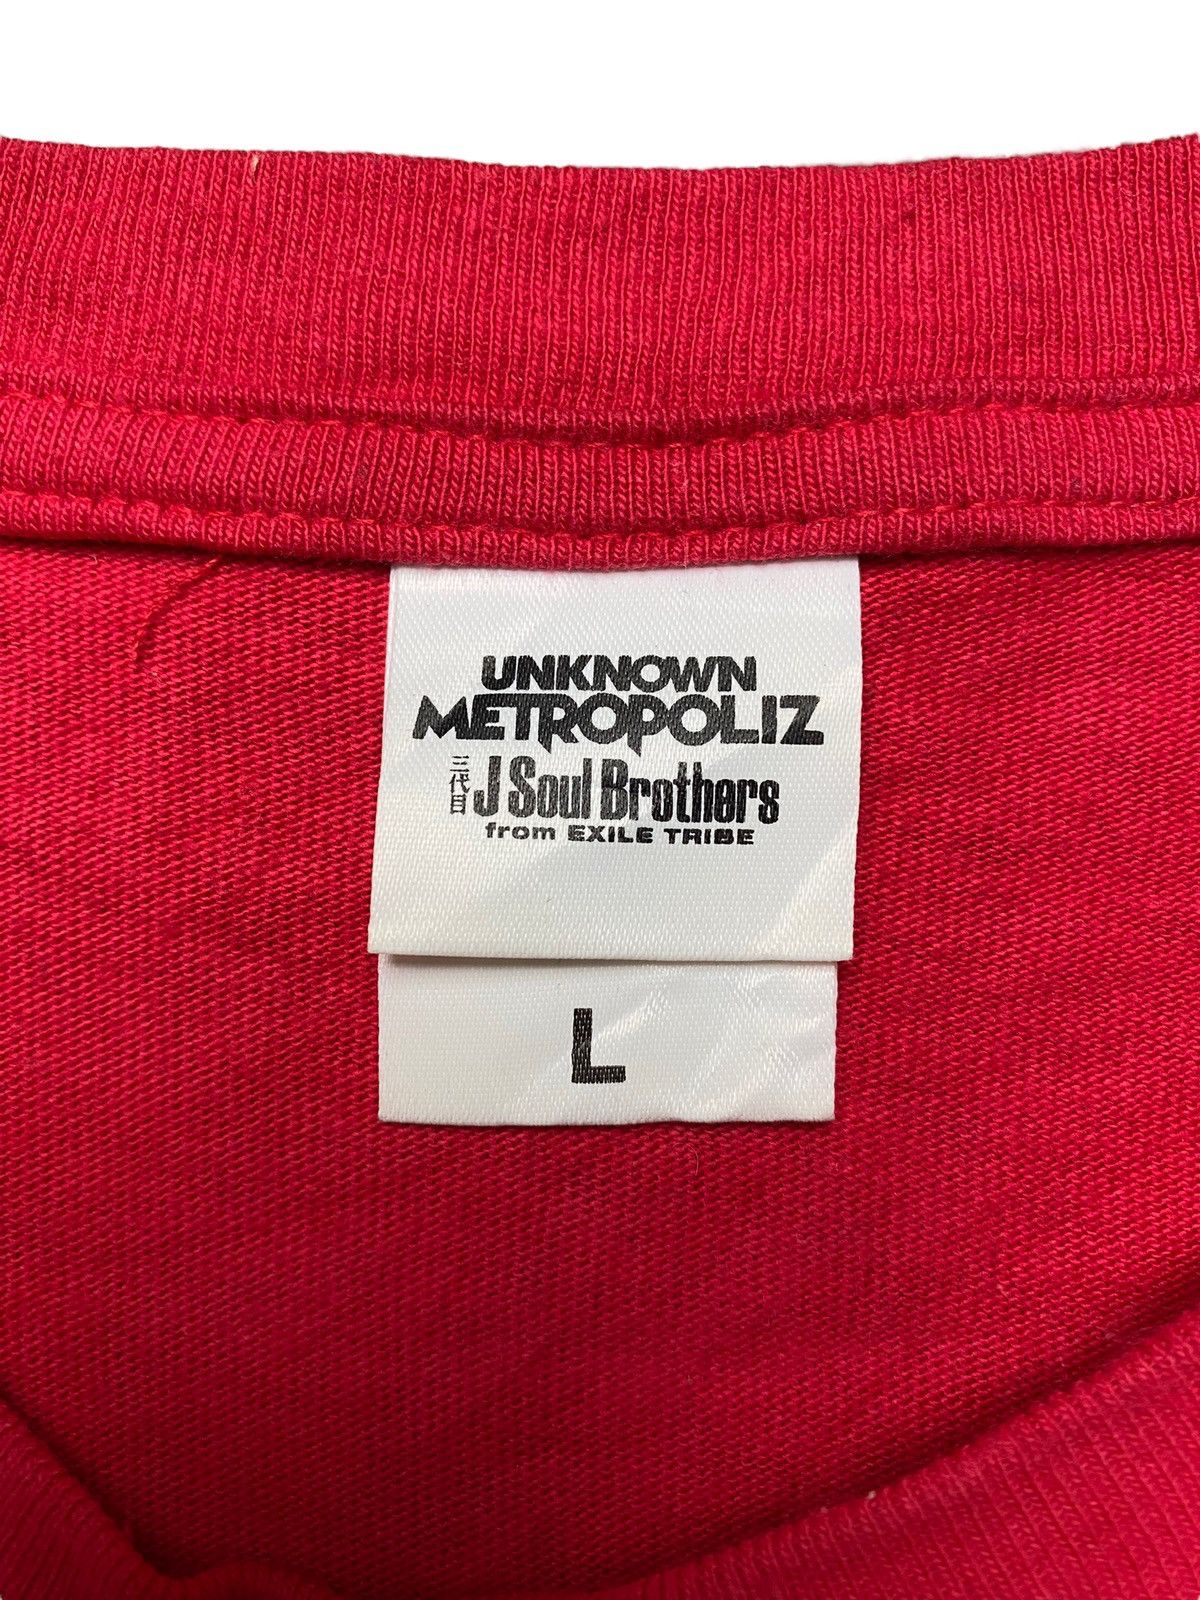 UNKNOWN
METROPOLIZ
三代目 J Soul Brothers
from EXILE TRIBE
L